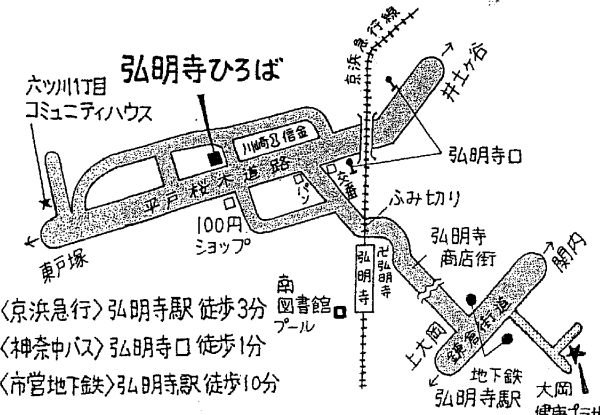 京浜急行線
井土ヶ谷
弘明寺ひろば
六ツ川1丁目
コミュニティハウス
川崎信金
弘明寺口
平戸桜木道路
パン
交番
ふみ切り
100円
ショップ
東戸塚
弘明寺
卍弘明寺
弘明寺
商店街
関内
南
図書館
プール
上大岡
鎌倉街道
地下鉄
弘明寺駅
大岡
〈京浜急行〉弘明寺駅 徒歩3分
〈神奈中バス〉弘明寺口 徒歩1分
〈市営地下鉄〉弘明寺駅 徒歩10分